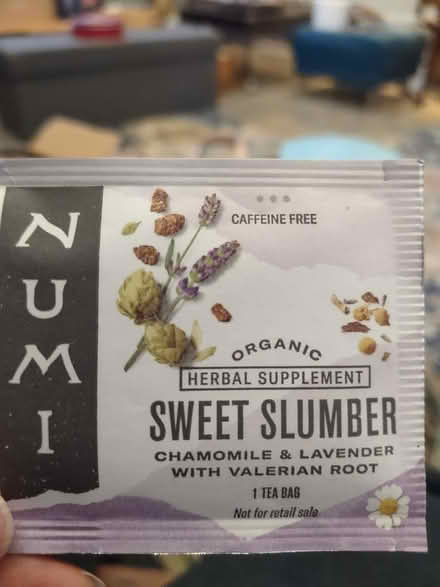 NUMI
CAFFEINE FREE
ORGANIC
HERBAL SUPPLEMENT
SWEET SLUMBER
CHAMOMILE & LAVENDER
WITH VALERIAN ROOT
1 TEA BAG
Not for retail sale